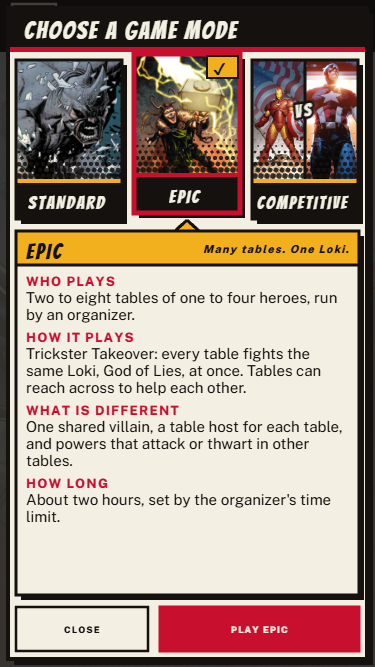 CHOOSE A GAME MODE
STANDARD
EPIC
VS
COMPETITIVE
EPIC
Many tables. One Loki.
WHO PLAYS
Two to eight tables of one to four heroes, run
by an organizer.
HOW IT PLAYS
Trickster Takeover: every table fights the
same Loki, God of Lies, at once. Tables can
reach across to help each other.
WHAT IS DIFFERENT
One shared villain, a table host for each table,
and powers that attack or thwart in other
tables.
HOW LONG
About two hours, set by the organizer's time
limit.
CLOSE
PLAY EPIC